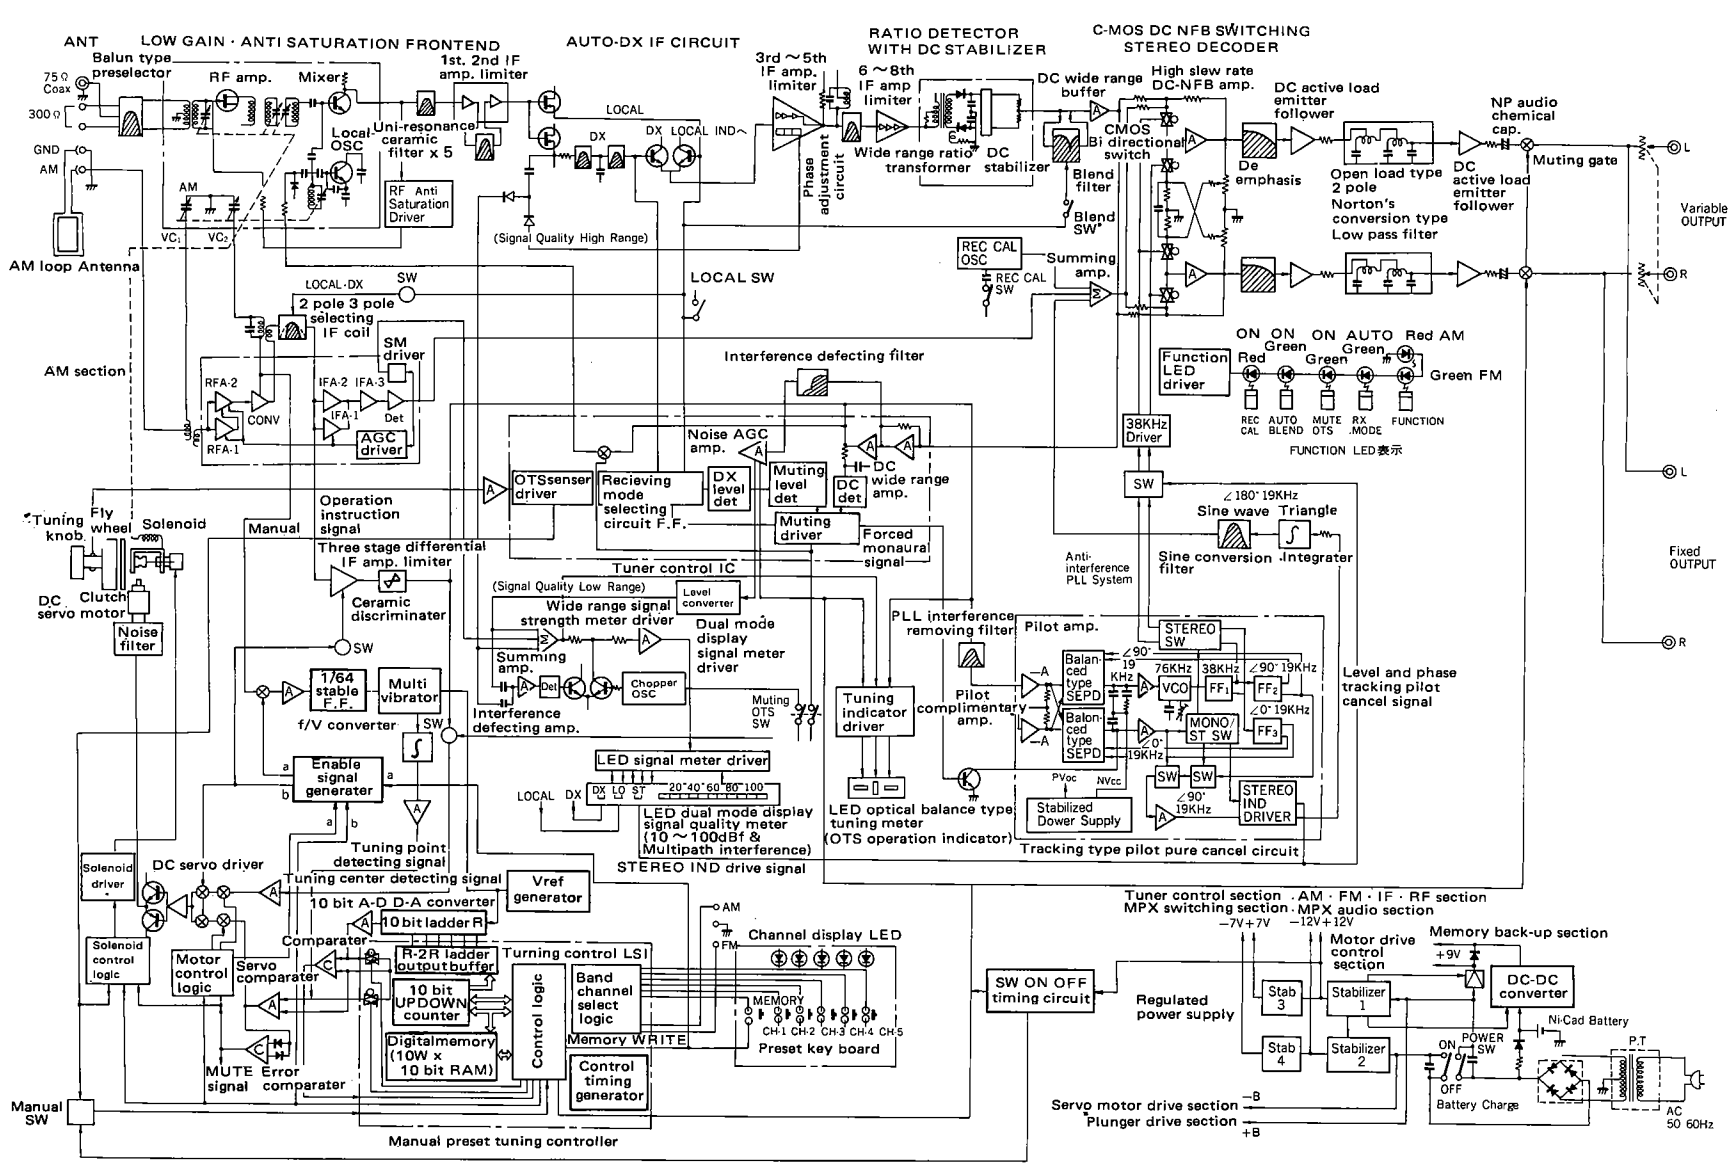 ANT
LOW GAIN · ANTI SATURATION FRONTEND
AUTO-DX IF CIRCUIT
RATIO DETECTOR
WITH DC STABILIZER
C-MOS DC NFB SWITCHING
STEREO DECODER
Balun type
preselector
75Ω
Coax
300Ω
GND
AM
AM loop Antenna
RF amp.
Mixer
Local
OSC
AM
VC1
VC2
RF Anti
Saturation
Driver
1st. 2nd IF
amp. limiter
Uni-resonance
ceramic
filter x 5
LOCAL
DX
DX
LOCAL
IND
(Signal Quality High Range)
3rd ~ 5th
IF amp.
limiter
Phase
adjustment
circuit
6 ~ 8th
IF amp
limiter
Wide range ratio
transformer
DC
stabilizer
DC wide range
buffer
Blend
filter
Blend
SW
High slew rate
DC-NFB amp.
CMOS
Bi directional
switch
De
emphasis
DC active load
emitter
follower
Open load type
2 pole
Norton's
conversion type
Low pass filter
DC
active load
emitter
follower
NP audio
chemical
cap.
Muting gate
L
Variable
OUTPUT
R
L
Fixed
OUTPUT
R
REC CAL
OSC
REC CAL
SW
Summing
amp.
Σ
LOCAL-DX
SW
LOCAL SW
2 pole 3 pole
selecting
IF coil
AM section
SM
driver
RFA-2
RFA-1
CONV
IFA-2
IFA-3
IFA-1
Det
AGC
driver
Interference defecting filter
Function
LED
driver
ON
ON
ON
AUTO
Red AM
Red
Green
Green
Green
Green FM
REC
CAL
AUTO
BLEND
MUTE
OTS
RX
.MODE
FUNCTION
FUNCTION LED表示
Noise AGC
amp.
38KHz
Driver
SW
OTSsenser
driver
Recieving
mode
selecting
circuit F.F.
DX
level
det
Muting
level
det
DC
det
DC
wide range
amp.
Muting
driver
Forced
monaural
signal
Tuner control IC
Operation
instruction
signal
Manual
Tuning
knob
Fly
wheel
Solenoid
DC
servo motor
Clutch
Noise
filter
Three stage differential
IF amp. limiter
Ceramic
discriminater
SW
(Signal Quality Low Range)
Wide range signal
strength meter driver
Level
converter
Dual mode
display
signal meter
driver
Σ
Summing
amp.
Det
Chopper
OSC
Interference
defecting amp.
Muting
OTS
SW
1/64
stable
F.F.
Multi
vibrator
f/V converter
SW
∠180° 19KHz
Sine wave
Triangle
Sine conversion
filter
Integrater
Anti-
interference
PLL System
PLL interference
removing filter
Pilot
complimentary
amp.
Pilot amp.
STEREO
SW
Balan-
ced
type
SEPD
Balon-
ced
type
SEPD
∠90°
19
KHz
76KHz
38KHz
∠90° 19KHz
VCO
FF1
FF2
∠0° 19KHz
FF3
MONO/
ST SW
∠0°
19KHz
SW
SW
∠90°
19KHz
STEREO
IND
DRIVER
PVcc
NVcc
Stabilized
Dower Supply
Tracking type pilot pure cancel circuit
Level and phase
tracking pilot
cancel signal
Tuning
indicator
driver
LED optical balance type
tuning meter
(OTS operation indicator)
LED signal meter driver
LOCAL
DX
DX LO ST
20 40 60 80 100
LED dual mode display
signal quality meter
(10 ~ 100dBf &
Multipath interference)
STEREO IND drive signal
Enable
signal
generater
a
b
a
a
b
Tuning point
detecting signal
Tuning center detecting signal
10 bit A-D D-A converter
10 bit ladder R
Vref
generator
Solenoid
driver
DC servo driver
Solenoid
control
logic
Motor
control
logic
Comparater
Servo
comparater
R-2R ladder
output buffer
10 bit
UPDOWN
counter
Digitalmemory
(10W x
10 bit RAM)
Turning control LSI
Control logic
Band
channel
select
logic
Memory WRITE
Control
timing
generator
MUTE
signal
Error
comparater
Manual
SW
Manual preset tuning controller
AM
FM
Channel display LED
MEMORY
CH-1
CH-2
CH-3
CH-4
CH-5
Preset key board
SW ON OFF
timing circuit
Tuner control section . AM · FM · IF · RF section
MPX switching section · MPX audio section
−7V
+7V
−12V
+12V
Motor drive
control
section
Memory back-up section
+9V
DC-DC
converter
Regulated
power supply
Stab
3
Stabilizer
1
Stab
4
Stabilizer
2
Ni-Cad Battery
ON
POWER
SW
OFF
Battery Charge
P.T
AC
50 60Hz
Servo motor drive section
−B
Plunger drive section
+B